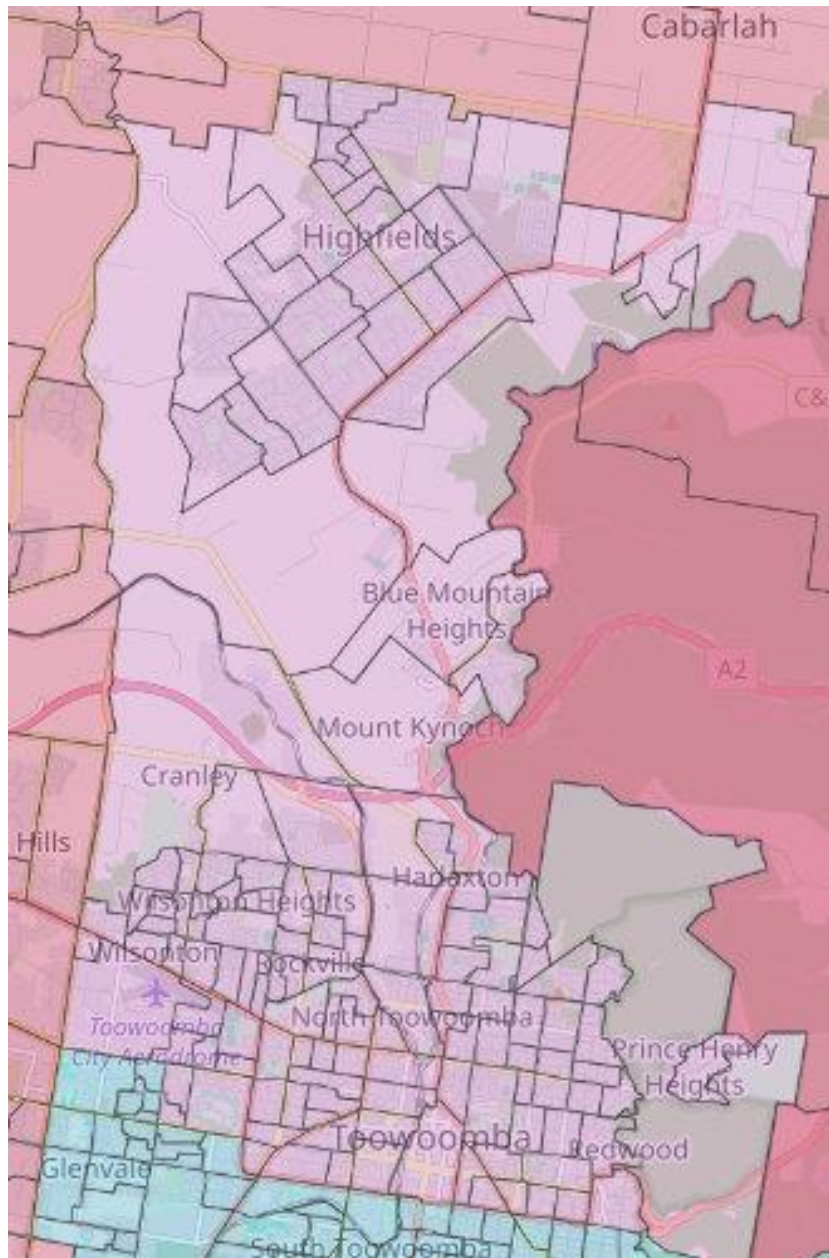 Cabarlah
Highfields
C&
Blue Mountain
Heights
A2
Mount Kynoch
Cranley
Hills
Harlaxton
Wilsonton Heights
Wilsonton
Rockville
North Toowoomba
Toowoomba
City Aerodrome
Prince Henry
Heights
Toowoomba
Redwood
Glenvale
South Toowoomba